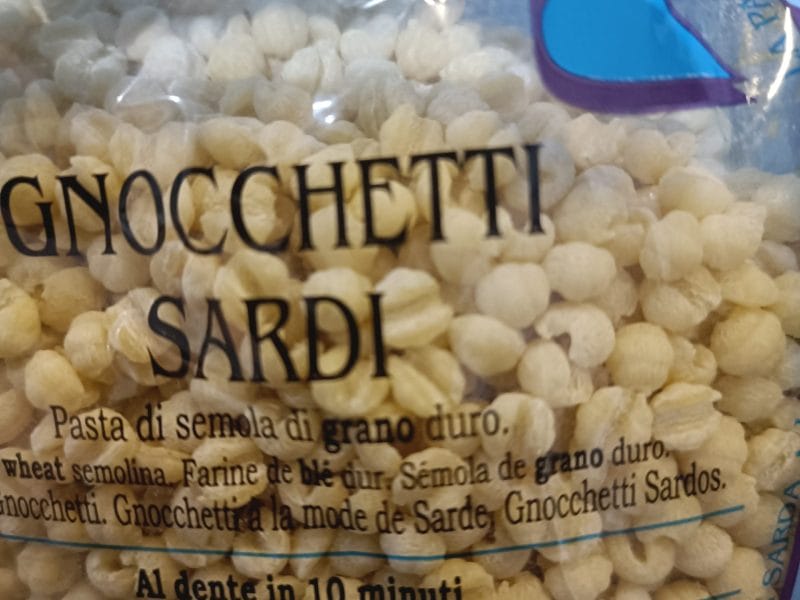 GNOCCHETTI
SARDI
Pasta di semola di grano duro.
wheat semolina. Farine de blé dur. Sémola de grano duro.
Gnocchetti. Gnocchetti à la mode de Sarde, Gnocchetti Sardos.
Al dente in 10 minuti